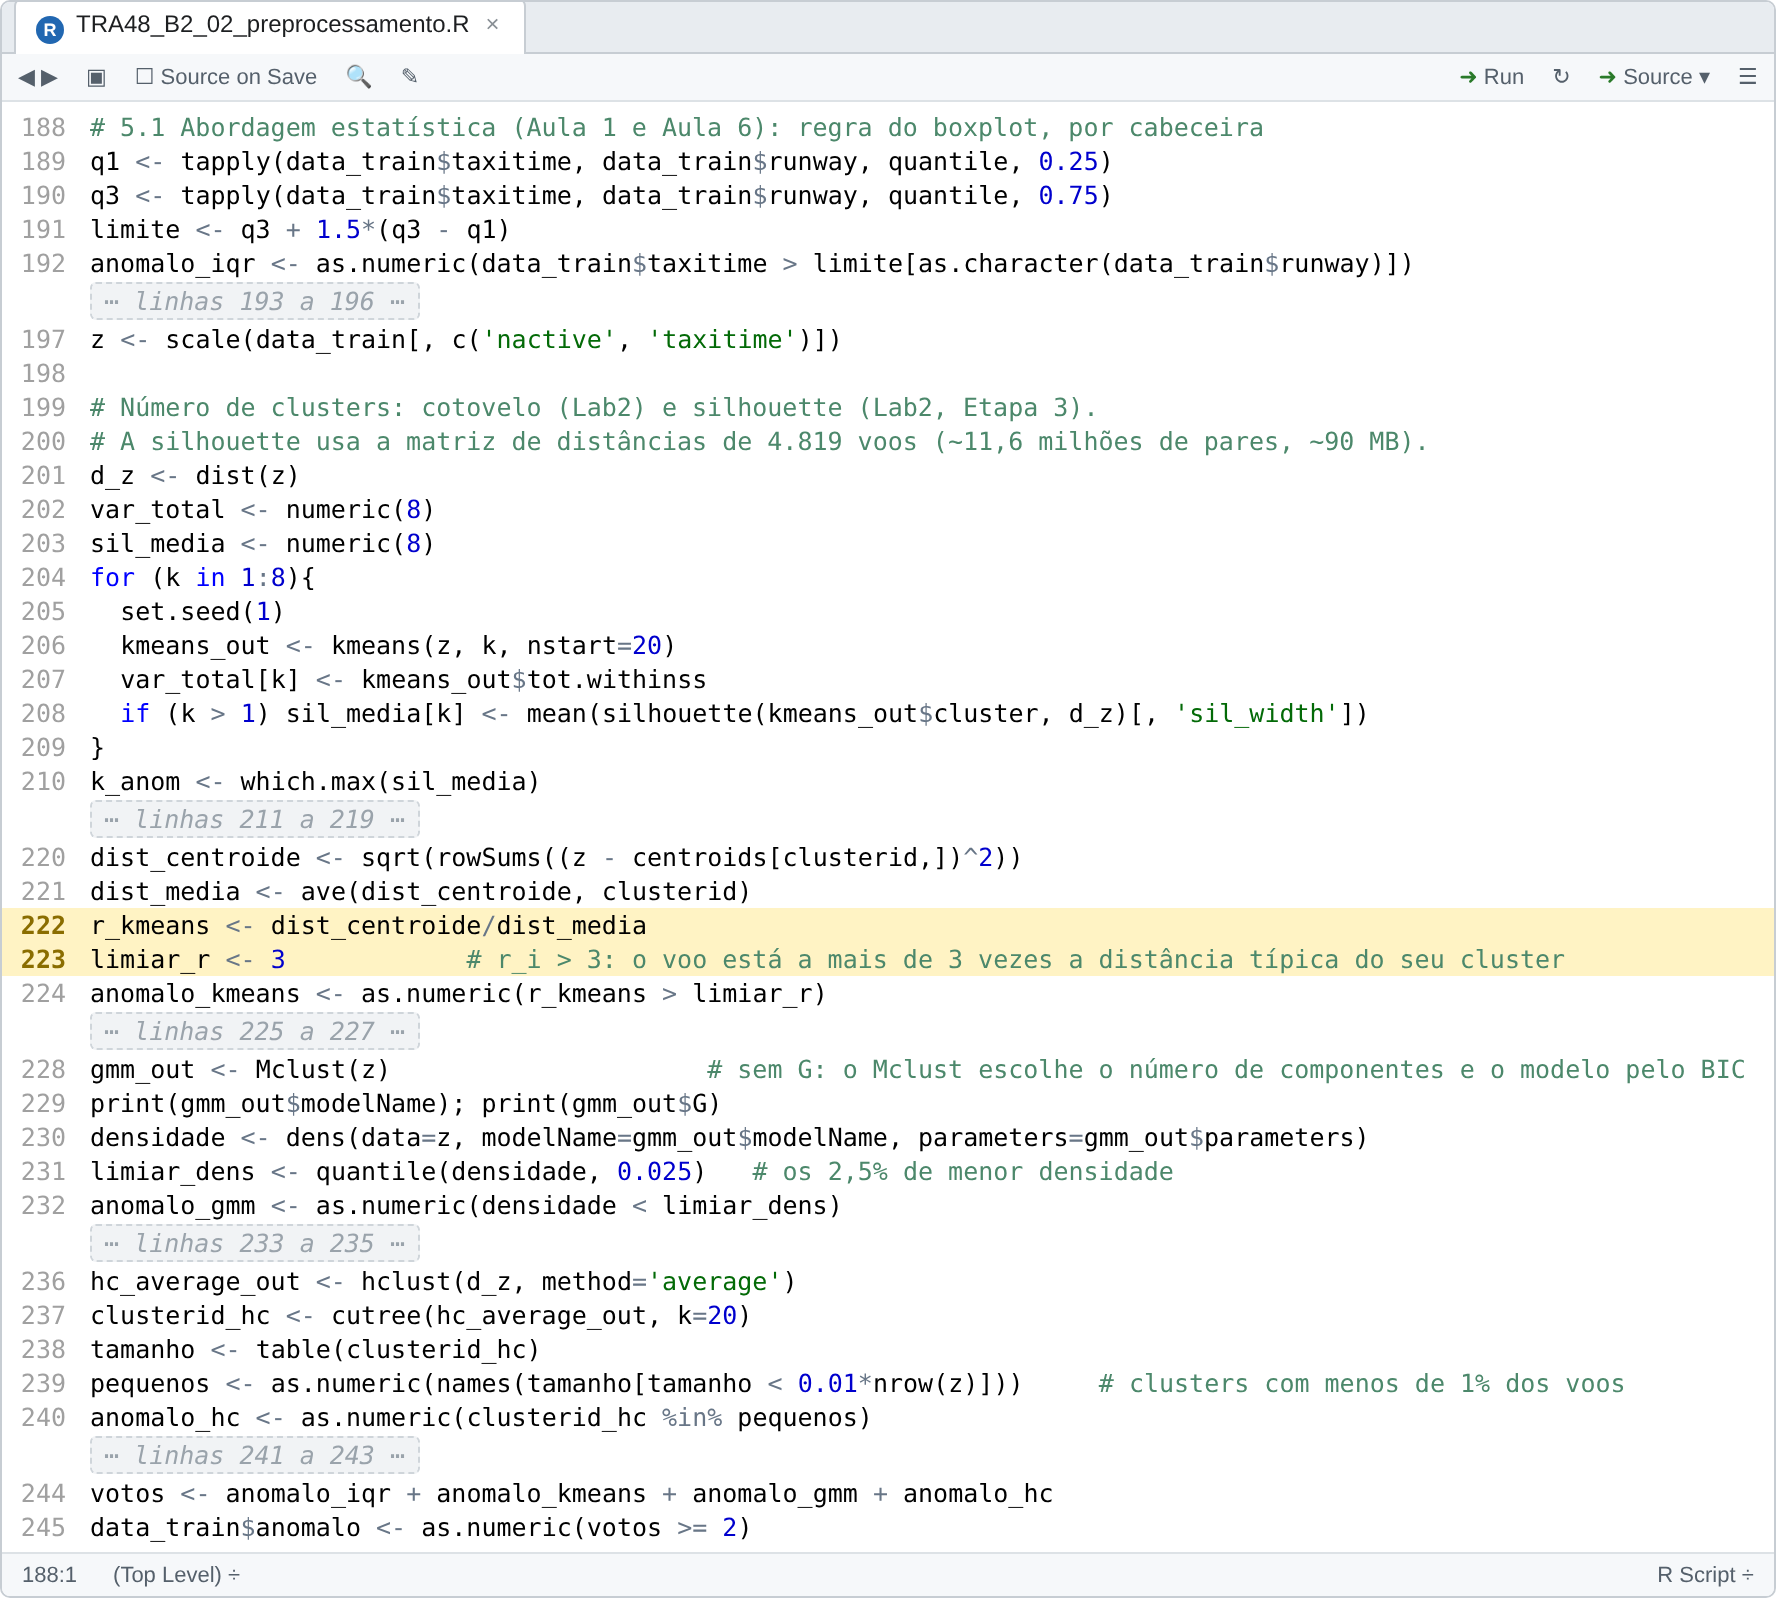 R TRA48_B2_02_preprocessamento.R ×
◀ ▶ ▣ ☐ Source on Save 🔍 ✎ ➜ Run ↻ ➜ Source ▾ ☰
188 # 5.1 Abordagem estatística (Aula 1 e Aula 6): regra do boxplot, por cabeceira
189 q1 <- tapply(data_train$taxitime, data_train$runway, quantile, 0.25)
190 q3 <- tapply(data_train$taxitime, data_train$runway, quantile, 0.75)
191 limite <- q3 + 1.5*(q3 - q1)
192 anomalo_iqr <- as.numeric(data_train$taxitime > limite[as.character(data_train$runway)])
⋯ linhas 193 a 196 ⋯
197 z <- scale(data_train[, c('nactive', 'taxitime')])
198
199 # Número de clusters: cotovelo (Lab2) e silhouette (Lab2, Etapa 3).
200 # A silhouette usa a matriz de distâncias de 4.819 voos (~11,6 milhões de pares, ~90 MB).
201 d_z <- dist(z)
202 var_total <- numeric(8)
203 sil_media <- numeric(8)
204 for (k in 1:8){
205   set.seed(1)
206   kmeans_out <- kmeans(z, k, nstart=20)
207   var_total[k] <- kmeans_out$tot.withinss
208   if (k > 1) sil_media[k] <- mean(silhouette(kmeans_out$cluster, d_z)[, 'sil_width'])
209 }
210 k_anom <- which.max(sil_media)
⋯ linhas 211 a 219 ⋯
220 dist_centroide <- sqrt(rowSums((z - centroids[clusterid,])^2))
221 dist_media <- ave(dist_centroide, clusterid)
222 r_kmeans <- dist_centroide/dist_media
223 limiar_r <- 3            # r_i > 3: o voo está a mais de 3 vezes a distância típica do seu cluster
224 anomalo_kmeans <- as.numeric(r_kmeans > limiar_r)
⋯ linhas 225 a 227 ⋯
228 gmm_out <- Mclust(z)                     # sem G: o Mclust escolhe o número de componentes e o modelo pelo BIC
229 print(gmm_out$modelName); print(gmm_out$G)
230 densidade <- dens(data=z, modelName=gmm_out$modelName, parameters=gmm_out$parameters)
231 limiar_dens <- quantile(densidade, 0.025)   # os 2,5% de menor densidade
232 anomalo_gmm <- as.numeric(densidade < limiar_dens)
⋯ linhas 233 a 235 ⋯
236 hc_average_out <- hclust(d_z, method='average')
237 clusterid_hc <- cutree(hc_average_out, k=20)
238 tamanho <- table(clusterid_hc)
239 pequenos <- as.numeric(names(tamanho[tamanho < 0.01*nrow(z)]))     # clusters com menos de 1% dos voos
240 anomalo_hc <- as.numeric(clusterid_hc %in% pequenos)
⋯ linhas 241 a 243 ⋯
244 votos <- anomalo_iqr + anomalo_kmeans + anomalo_gmm + anomalo_hc
245 data_train$anomalo <- as.numeric(votos >= 2)
188:1 (Top Level) ÷ R Script ÷